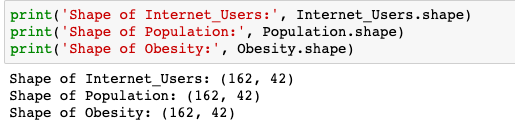 print('Shape of Internet_Users:', Internet_Users.shape)
print('Shape of Population:', Population.shape)
print('Shape of Obesity:', Obesity.shape)
Shape of Internet_Users: (162, 42)
Shape of Population: (162, 42)
Shape of Obesity: (162, 42)